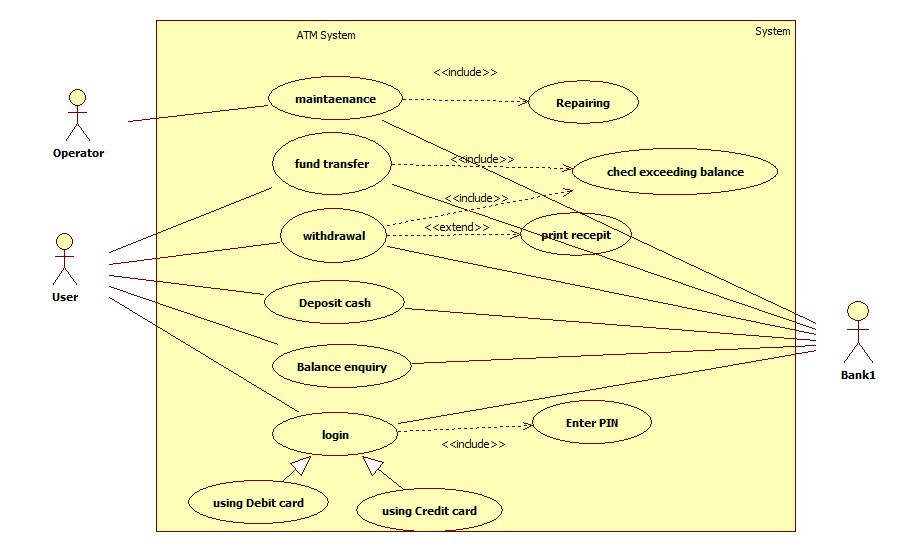 ATM System
System
<<include>>
maintaenance
Repairing
Operator
fund transfer
<<include>>
checl exceeding balance
<<include>>
withdrawal
<<extend>>
print recepit
User
Deposit cash
Balance enquiry
Bank1
login
Enter PIN
<<include>>
using Debit card
using Credit card